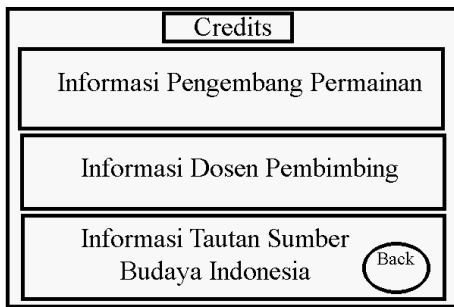 Credits
Informasi Pengembang Permainan
Informasi Dosen Pembimbing
Informasi Tautan Sumber
Budaya Indonesia
Back